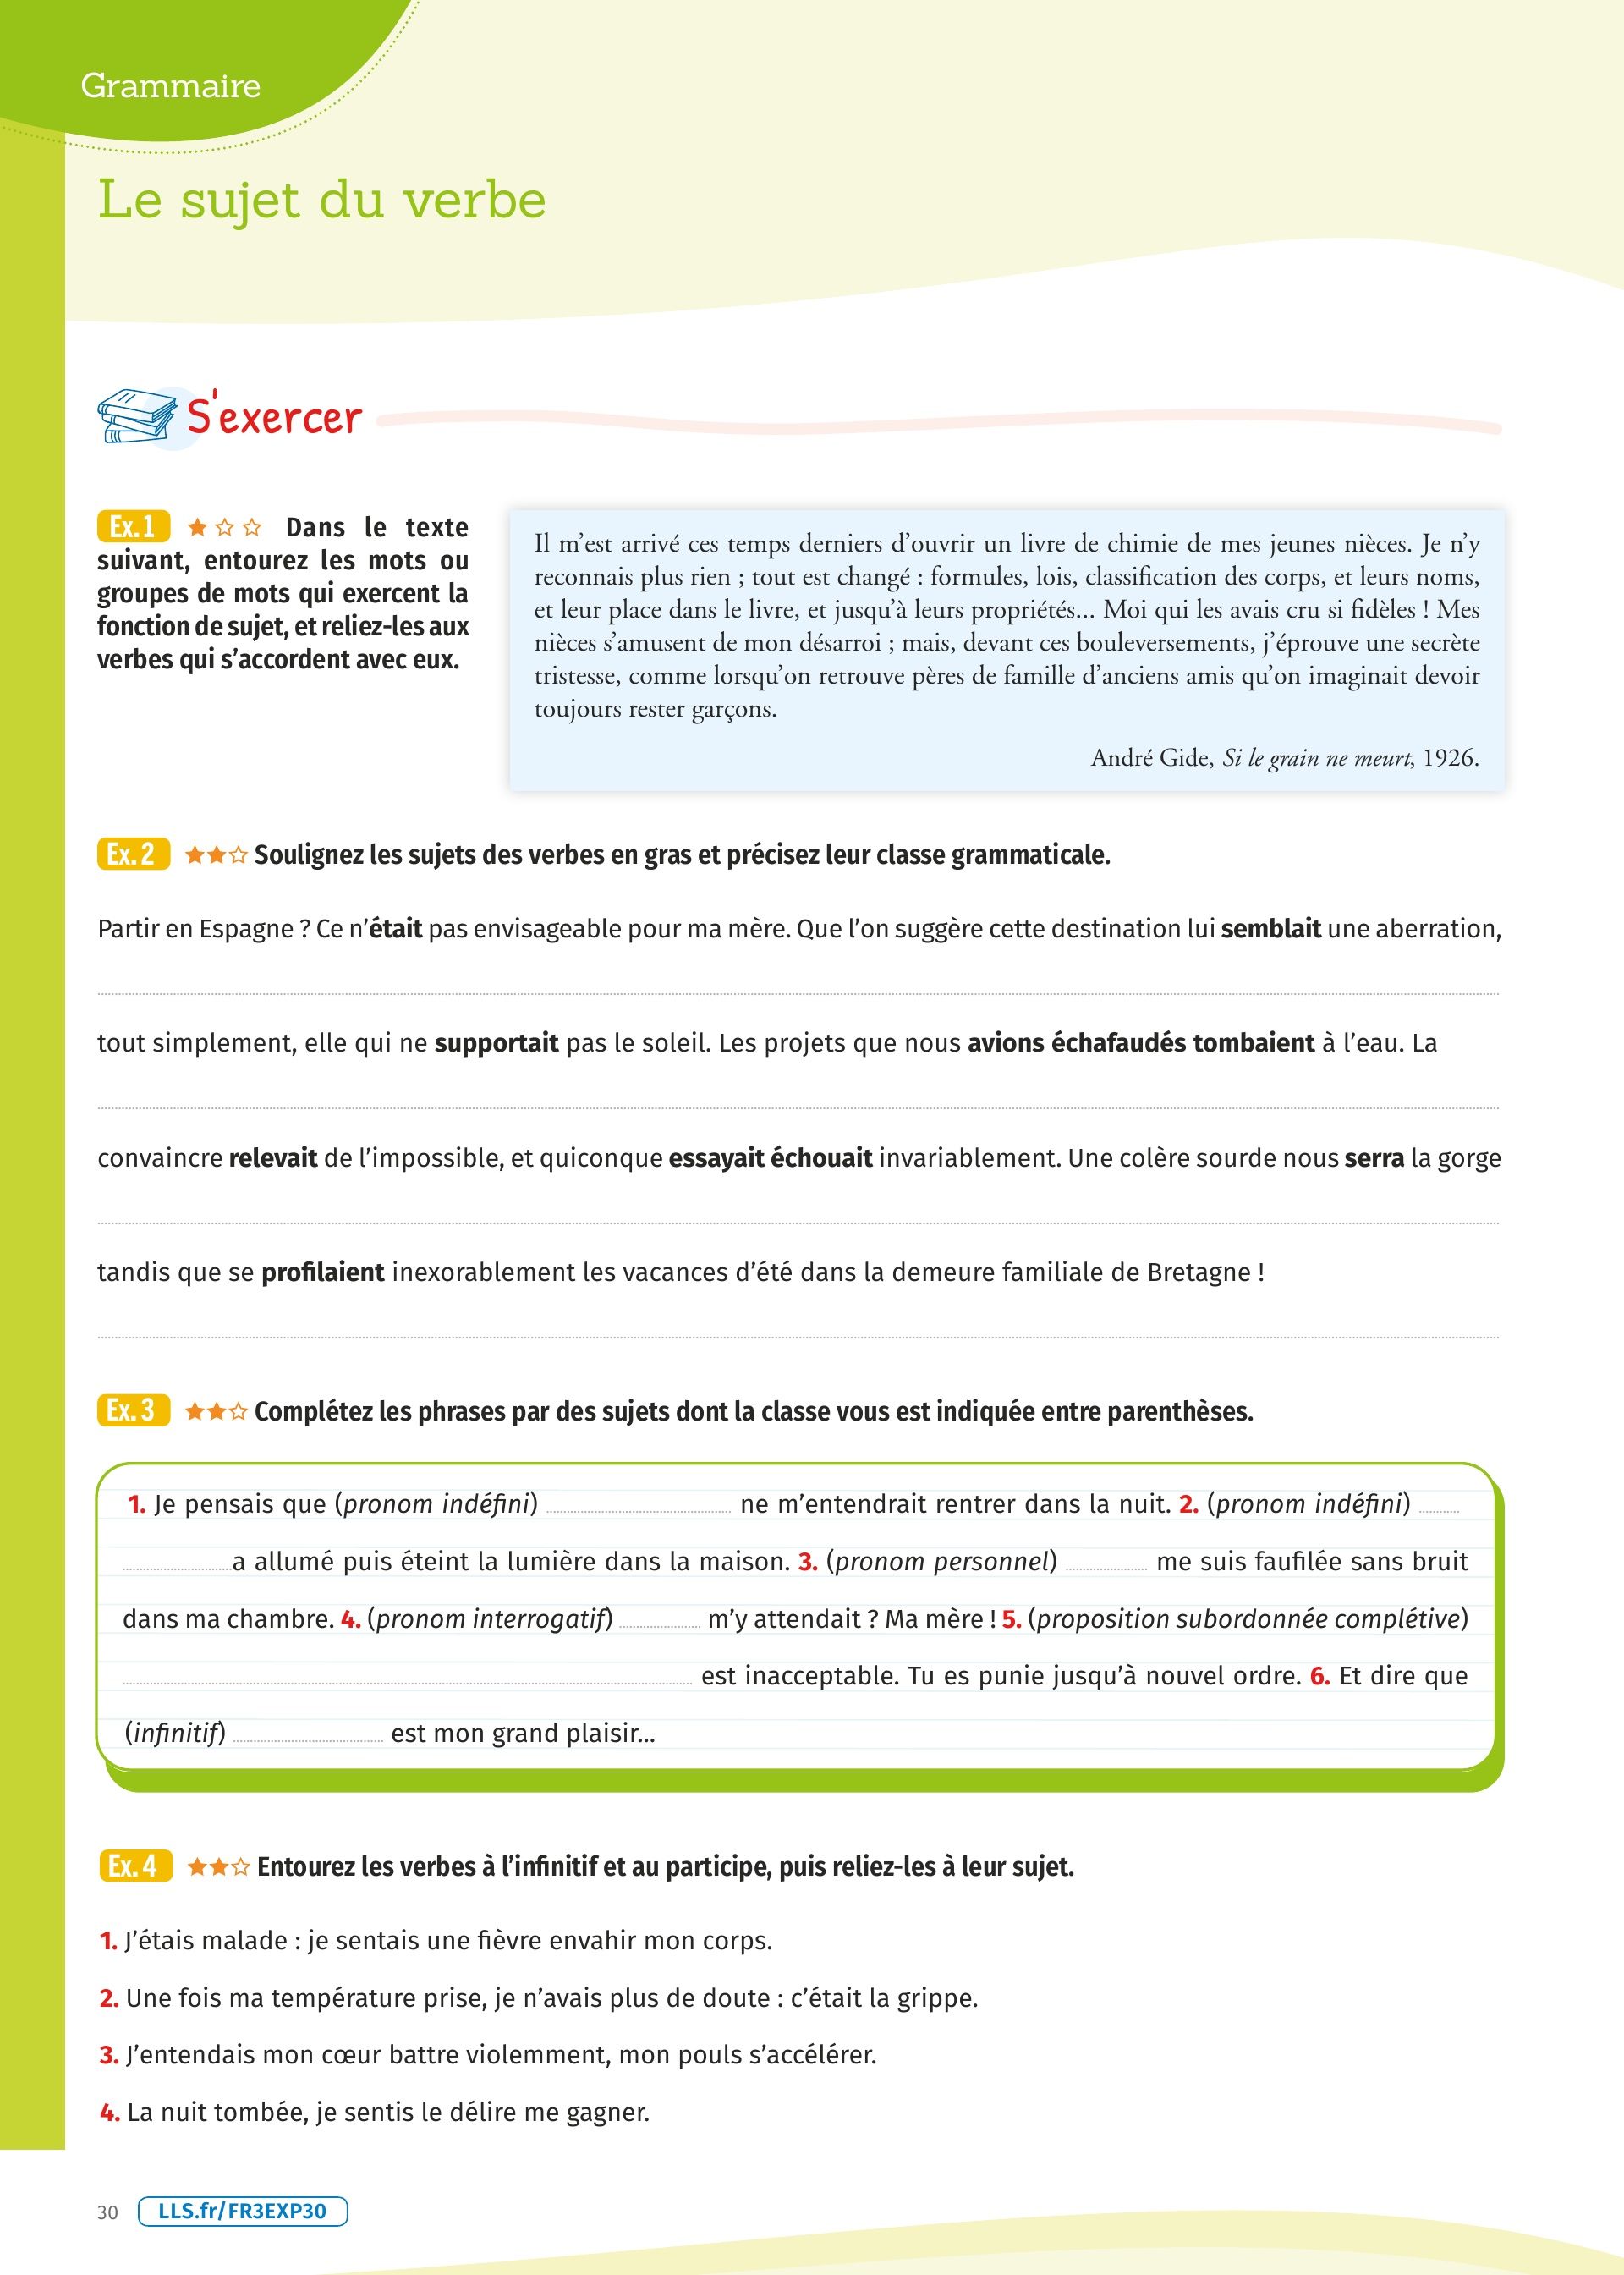 Grammaire
Le sujet du verbe
S'exercer
Ex. 1 Dans le texte
suivant, entourez les mots ou
groupes de mots qui exercent la
fonction de sujet, et reliez-les aux
verbes qui s'accordent avec eux.
Il m'est arrivé ces temps derniers d'ouvrir un livre de chimie de mes jeunes nièces. Je n'y
reconnais plus rien ; tout est changé : formules, lois, classification des corps, et leurs noms,
et leur place dans le livre, et jusqu'à leurs propriétés... Moi qui les avais cru si fidèles ! Mes
nièces s'amusent de mon désarroi ; mais, devant ces bouleversements, j'éprouve une secrète
tristesse, comme lorsqu'on retrouve pères de famille d'anciens amis qu'on imaginait devoir
toujours rester garçons.
André Gide, Si le grain ne meurt, 1926.
Ex. 2 Soulignez les sujets des verbes en gras et précisez leur classe grammaticale.
Partir en Espagne ? Ce n'était pas envisageable pour ma mère. Que l'on suggère cette destination lui semblait une aberration,
tout simplement, elle qui ne supportait pas le soleil. Les projets que nous avions échafaudés tombaient à l'eau. La
convaincre relevait de l'impossible, et quiconque essayait échouait invariablement. Une colère sourde nous serra la gorge
tandis que se profilaient inexorablement les vacances d'été dans la demeure familiale de Bretagne !
Ex. 3 Complétez les phrases par des sujets dont la classe vous est indiquée entre parenthèses.
1. Je pensais que (pronom indéfini) ne m'entendrait rentrer dans la nuit. 2. (pronom indéfini)
a allumé puis éteint la lumière dans la maison. 3. (pronom personnel) me suis faufilée sans bruit
dans ma chambre. 4. (pronom interrogatif) m'y attendait ? Ma mère ! 5. (proposition subordonnée complétive)
est inacceptable. Tu es punie jusqu'à nouvel ordre. 6. Et dire que
(infinitif) est mon grand plaisir...
Ex. 4 Entourez les verbes à l'infinitif et au participe, puis reliez-les à leur sujet.
1. J'étais malade : je sentais une fièvre envahir mon corps.
2. Une fois ma température prise, je n'avais plus de doute : c'était la grippe.
3. J'entendais mon cœur battre violemment, mon pouls s'accélérer.
4. La nuit tombée, je sentis le délire me gagner.
30 LLS.fr/FR3EXP30